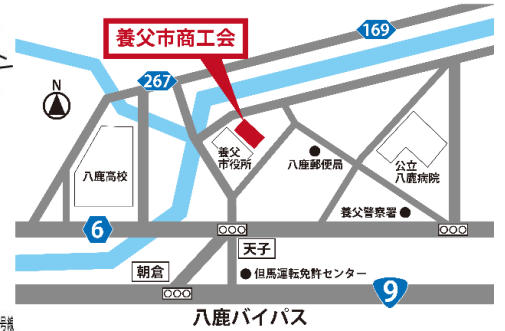 養父市商工会
169
267
N
養父
市役所
八鹿高校
八鹿郵便局
公立
八鹿病院
養父警察署
6
天子
朝倉
但馬運転免許センター
9
八鹿バイパス
号線